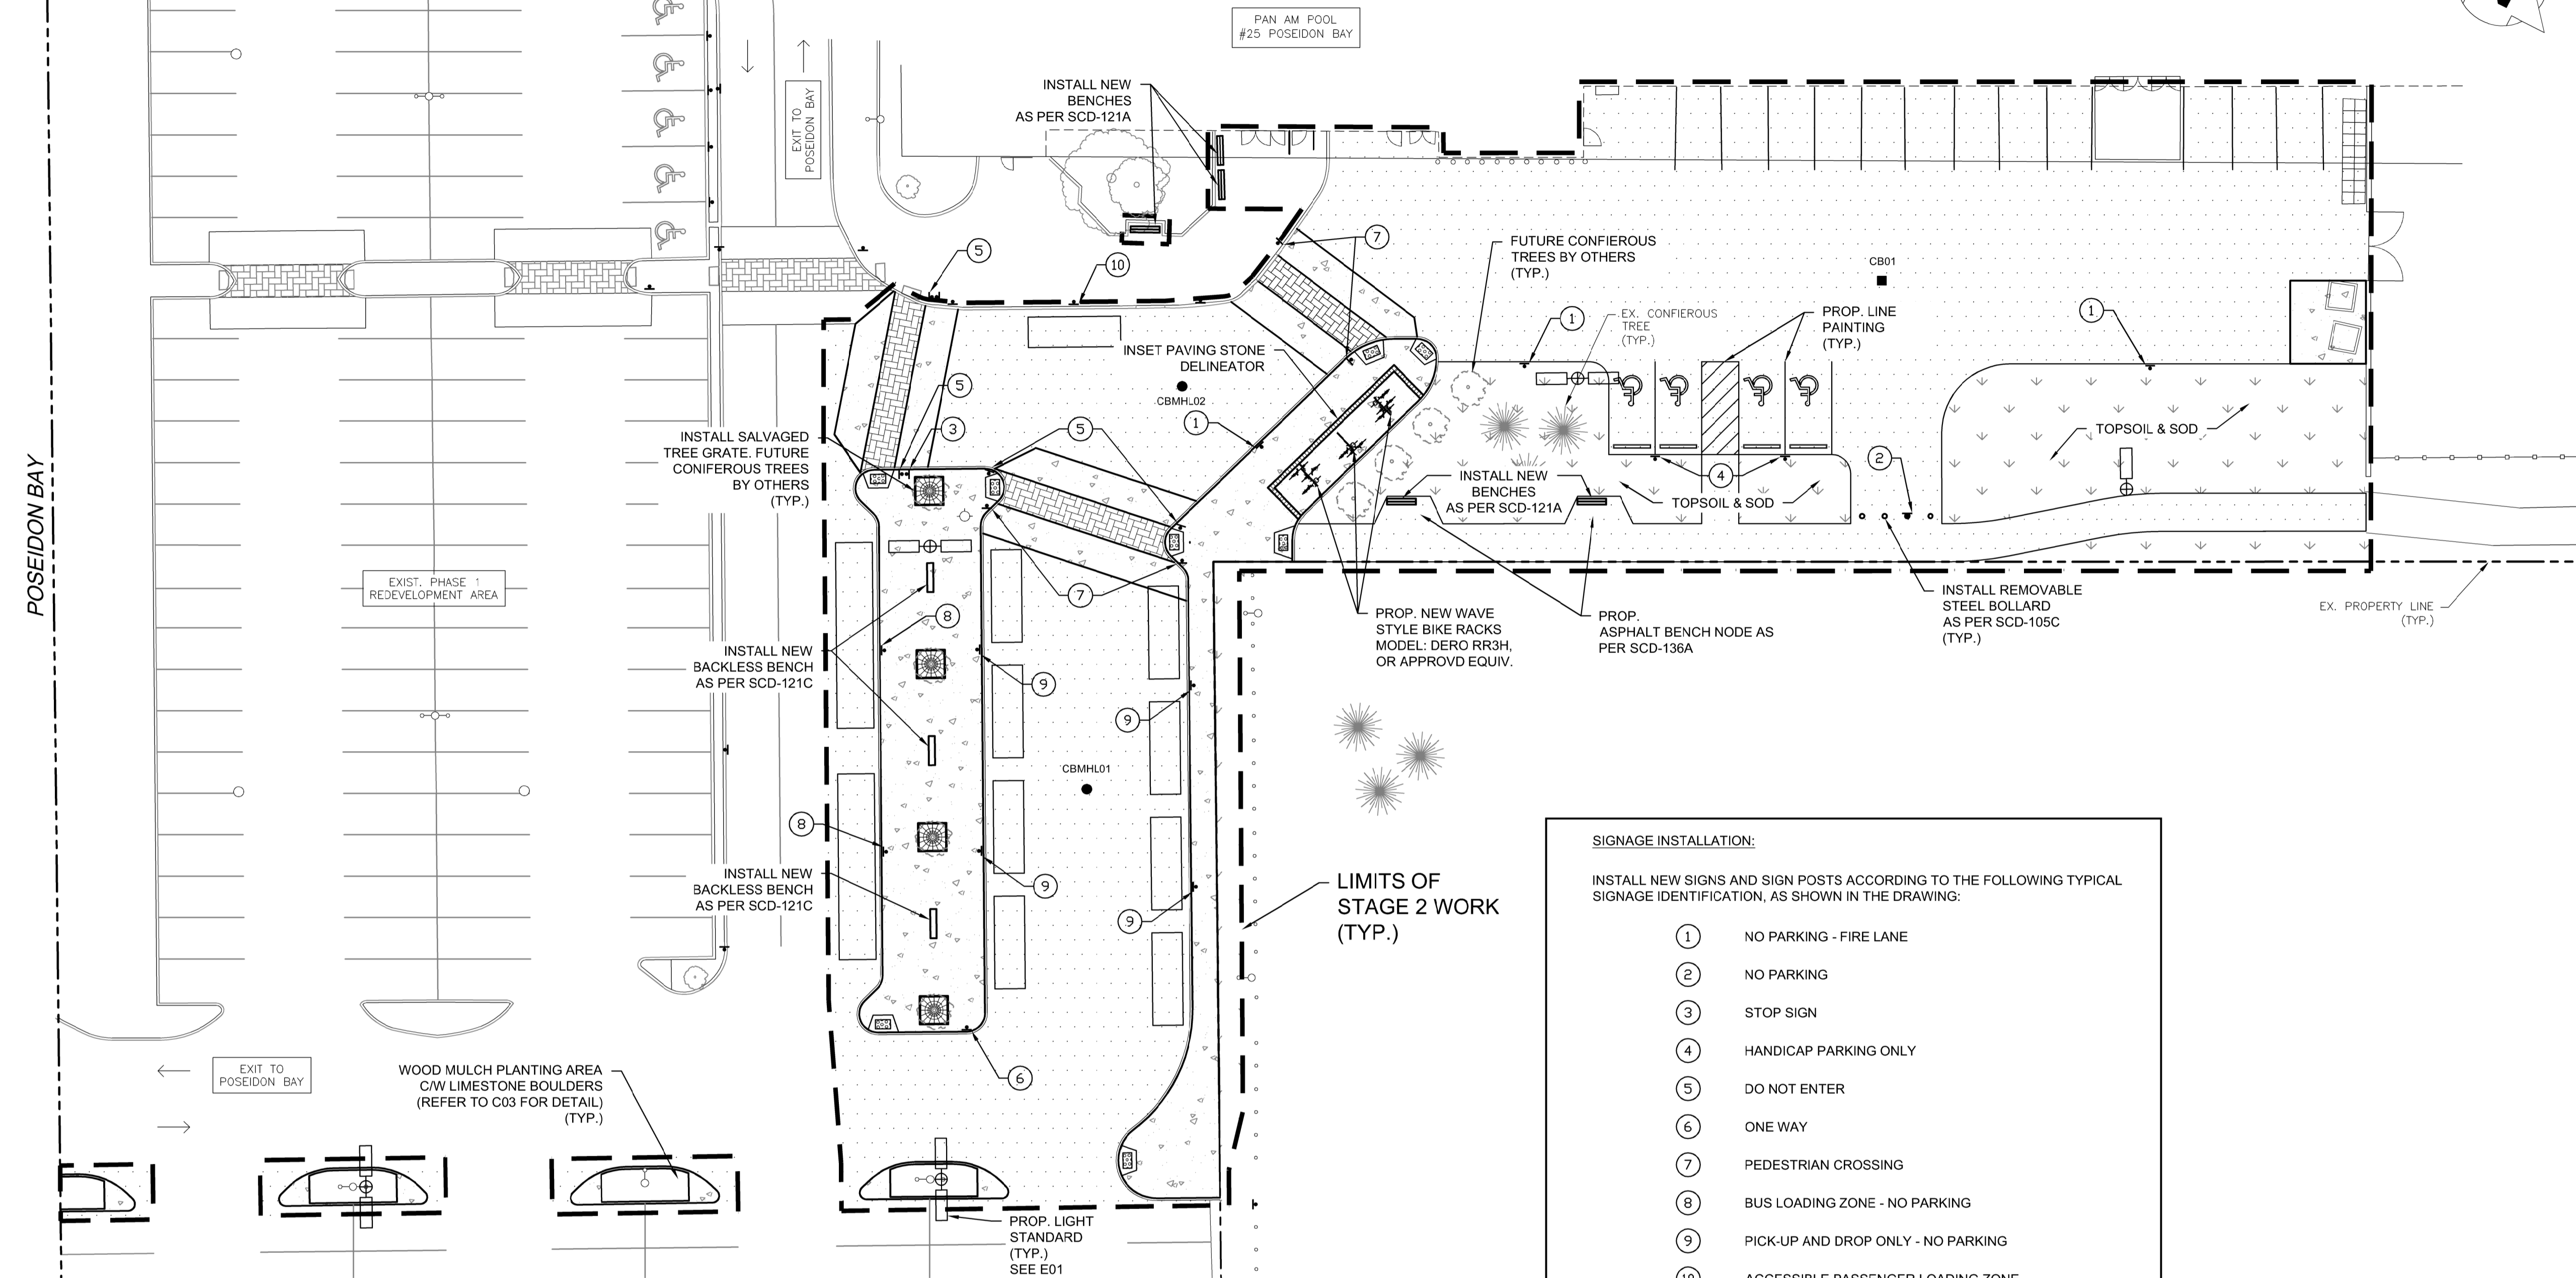 PAN AM POOL
#25 POSEIDON BAY
INSTALL NEW
BENCHES
AS PER SCD-121A
EXIT TO
POSEIDON BAY
5
10
7
FUTURE CONFIEROUS
TREES BY OTHERS
(TYP.)
CB01
1
EX. CONFIEROUS
TREE
(TYP.)
PROP. LINE
PAINTING
(TYP.)
1
INSET PAVING STONE
DELINEATOR
CBMHL02
5
3
5
1
INSTALL SALVAGED
TREE GRATE. FUTURE
CONIFEROUS TREES
BY OTHERS
(TYP.)
INSTALL NEW
BENCHES
AS PER SCD-121A
4
TOPSOIL & SOD
2
TOPSOIL & SOD
POSEIDON BAY
EXIST. PHASE 1
REDEVELOPMENT AREA
7
8
INSTALL NEW
BACKLESS BENCH
AS PER SCD-121C
9
9
PROP. NEW WAVE
STYLE BIKE RACKS
MODEL: DERO RR3H,
OR APPROVD EQUIV.
PROP.
ASPHALT BENCH NODE AS
PER SCD-136A
INSTALL REMOVABLE
STEEL BOLLARD
AS PER SCD-105C
(TYP.)
EX. PROPERTY LINE
(TYP.)
CBMHL01
8
INSTALL NEW
BACKLESS BENCH
AS PER SCD-121C
9
9
LIMITS OF
STAGE 2 WORK
(TYP.)
6
EXIT TO
POSEIDON BAY
WOOD MULCH PLANTING AREA
C/W LIMESTONE BOULDERS
(REFER TO C03 FOR DETAIL)
(TYP.)
PROP. LIGHT
STANDARD
(TYP.)
SEE E01
SIGNAGE INSTALLATION:
INSTALL NEW SIGNS AND SIGN POSTS ACCORDING TO THE FOLLOWING TYPICAL
SIGNAGE IDENTIFICATION, AS SHOWN IN THE DRAWING:
1 NO PARKING - FIRE LANE
2 NO PARKING
3 STOP SIGN
4 HANDICAP PARKING ONLY
5 DO NOT ENTER
6 ONE WAY
7 PEDESTRIAN CROSSING
8 BUS LOADING ZONE - NO PARKING
9 PICK-UP AND DROP ONLY - NO PARKING
10 ACCESSIBLE PASSENGER LOADING ZONE